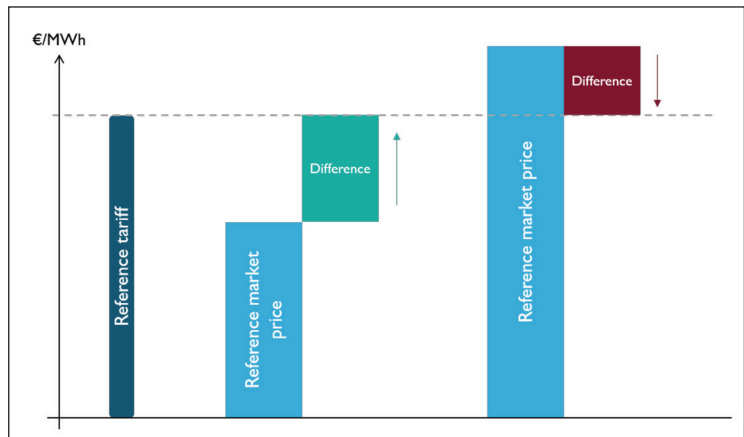 €/MWh
Reference tariff
Reference market
price
Difference
Reference market price
Difference